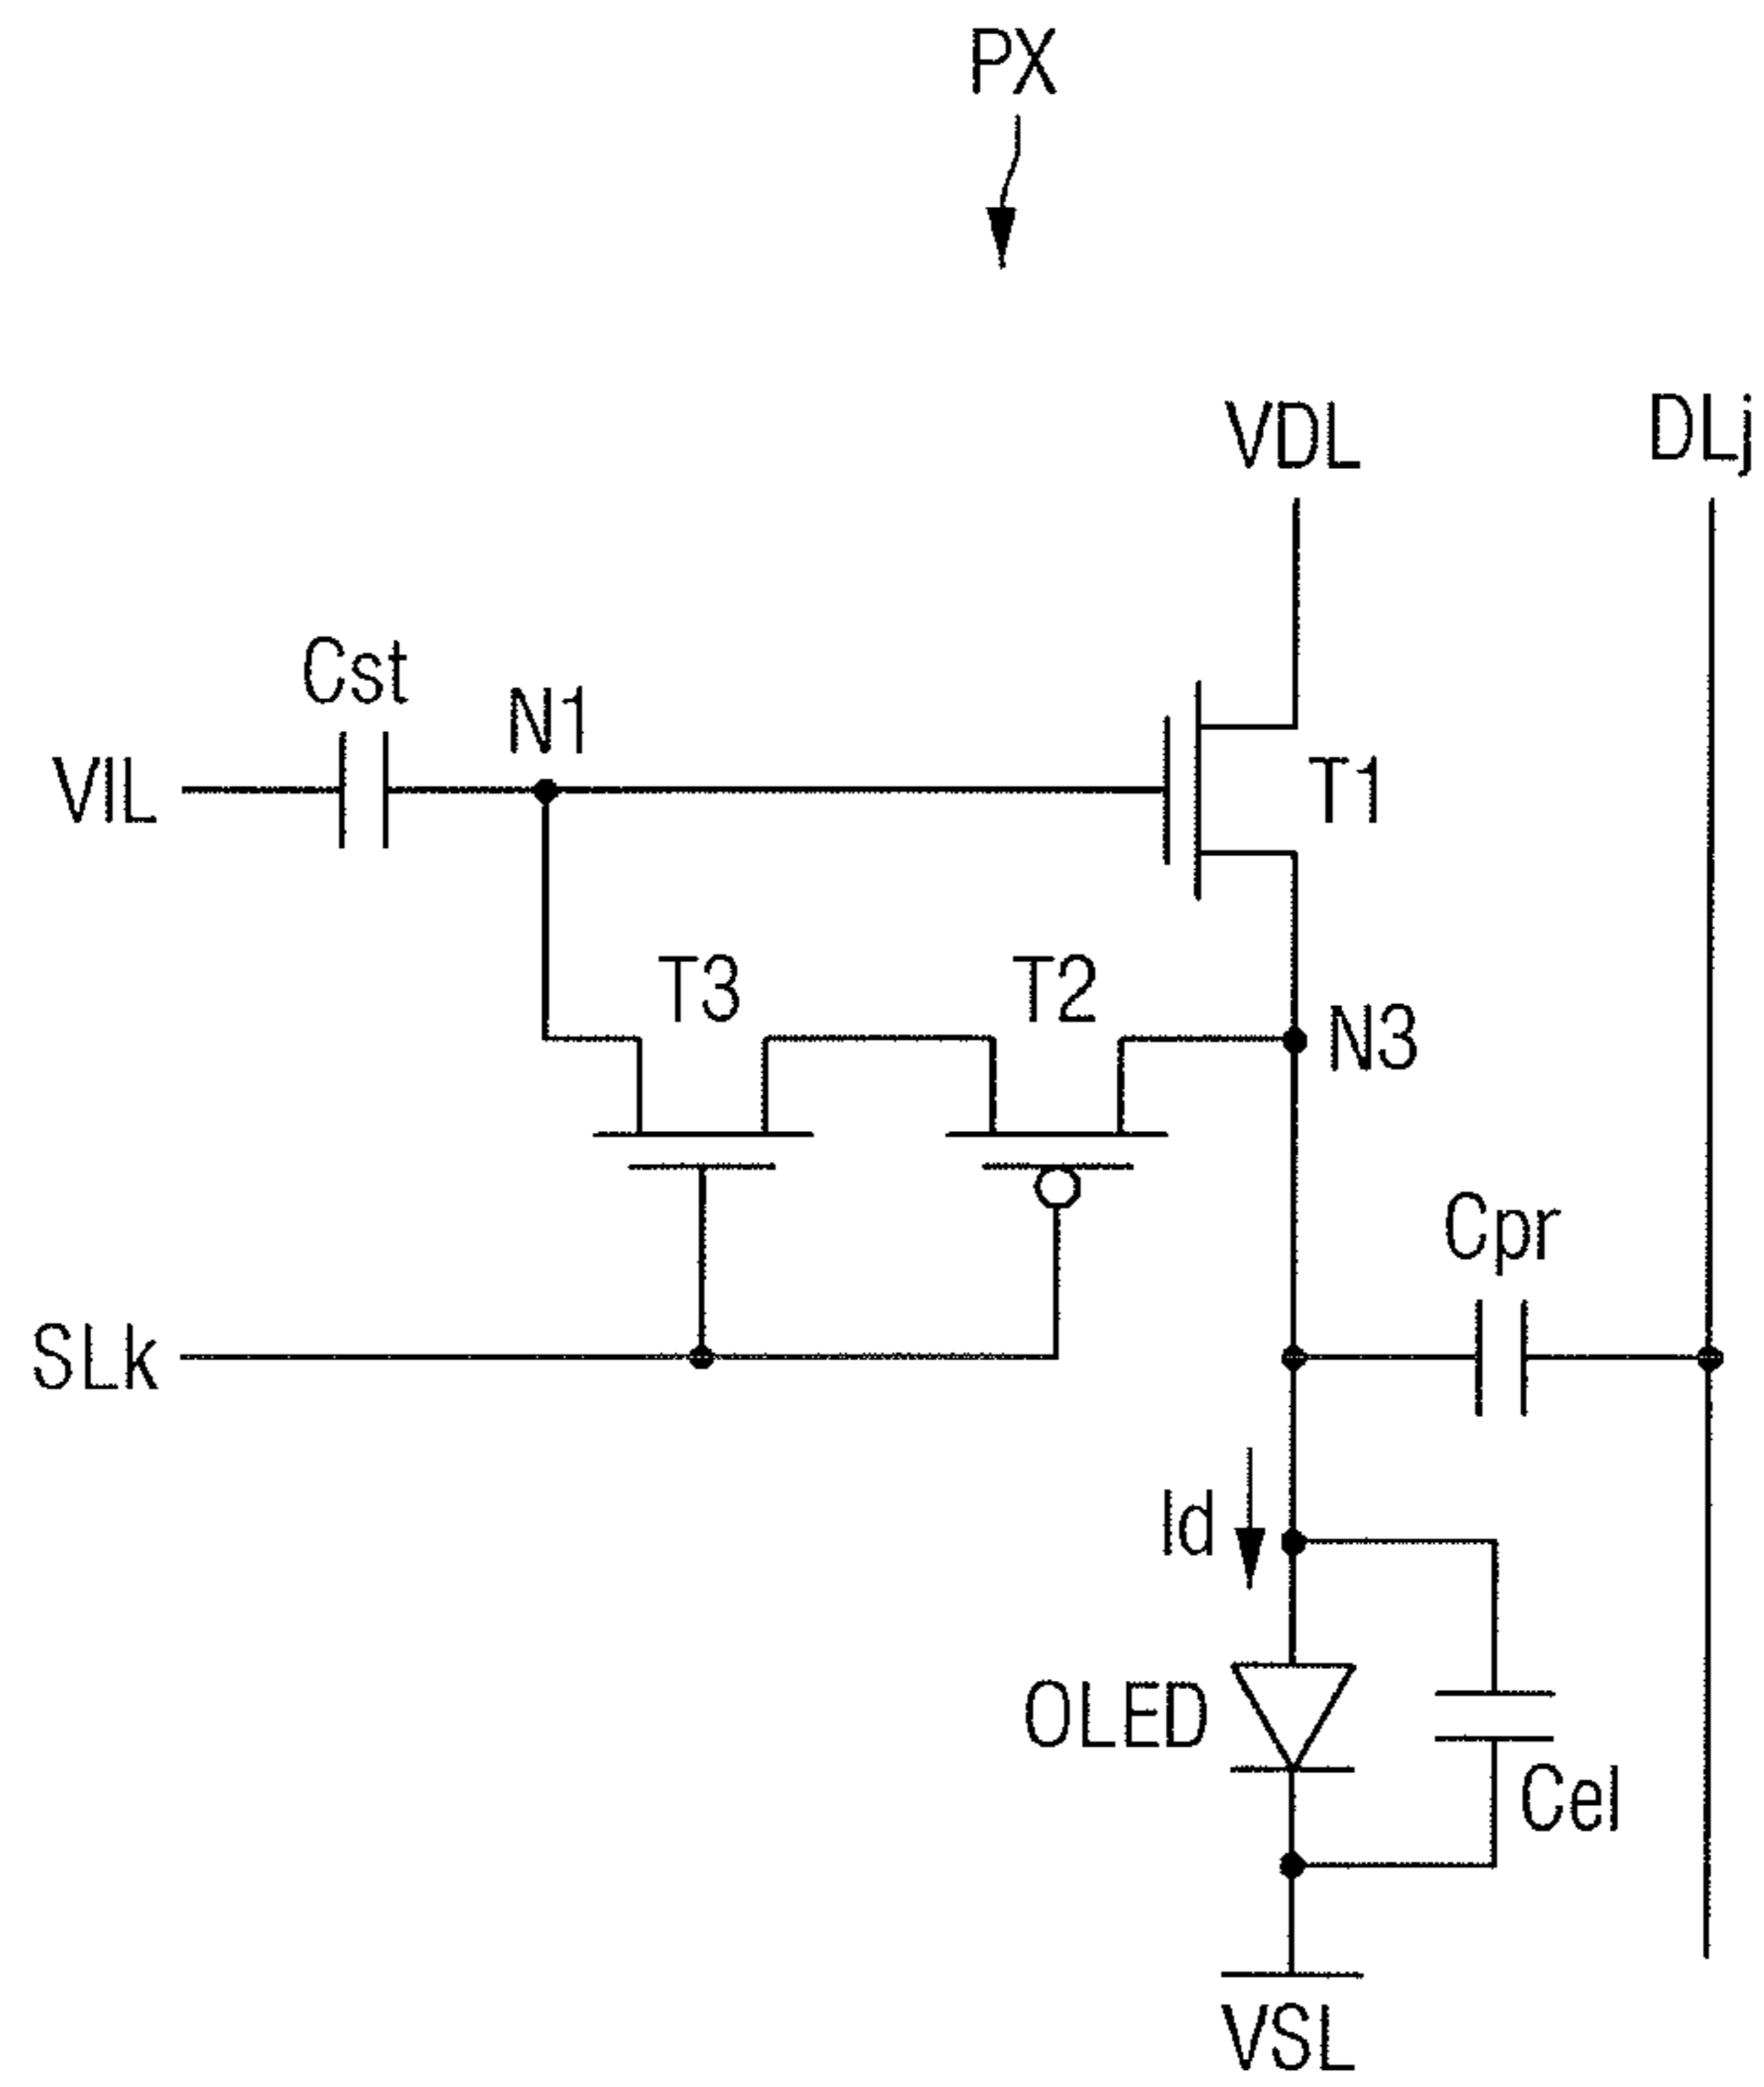 PX
VDL
DLj
Cst
N1
VIL
T1
T3
T2
N3
Cpr
SLk
Id
OLED
Cel
VSL